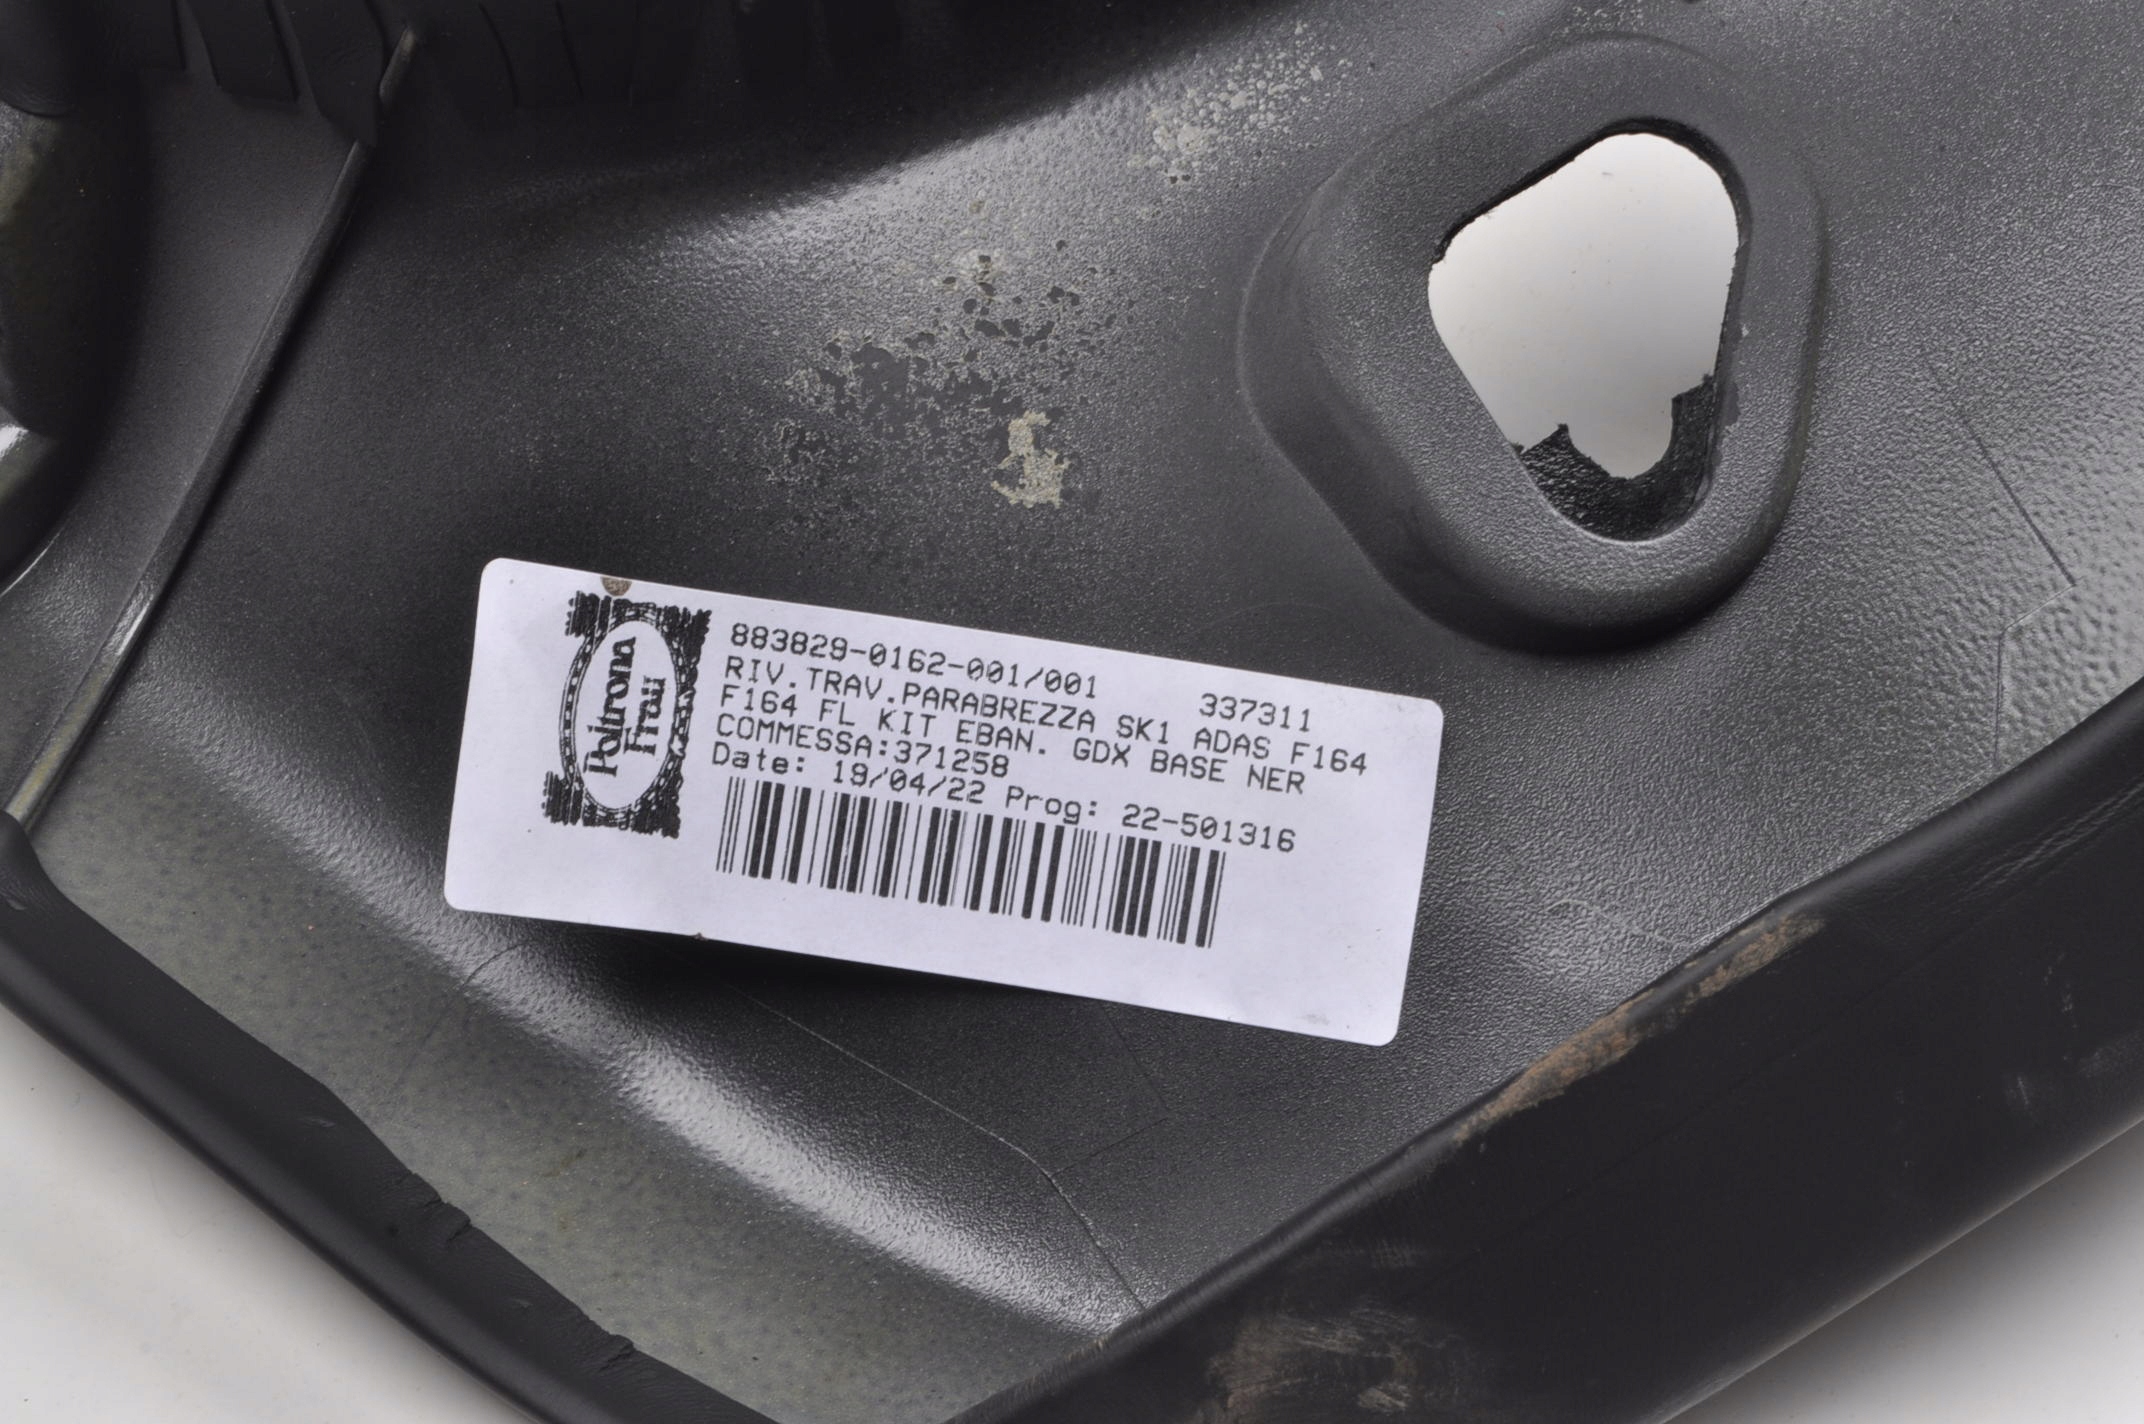 Poltrona
Frau
883829-0162-001/001 337311
RIV.TRAV.PARABREZZA SK1 ADAS F164
F164 FL KIT EBAN. GDX BASE NER
COMMESSA:371258
Date: 19/04/22 Prog: 22-501316